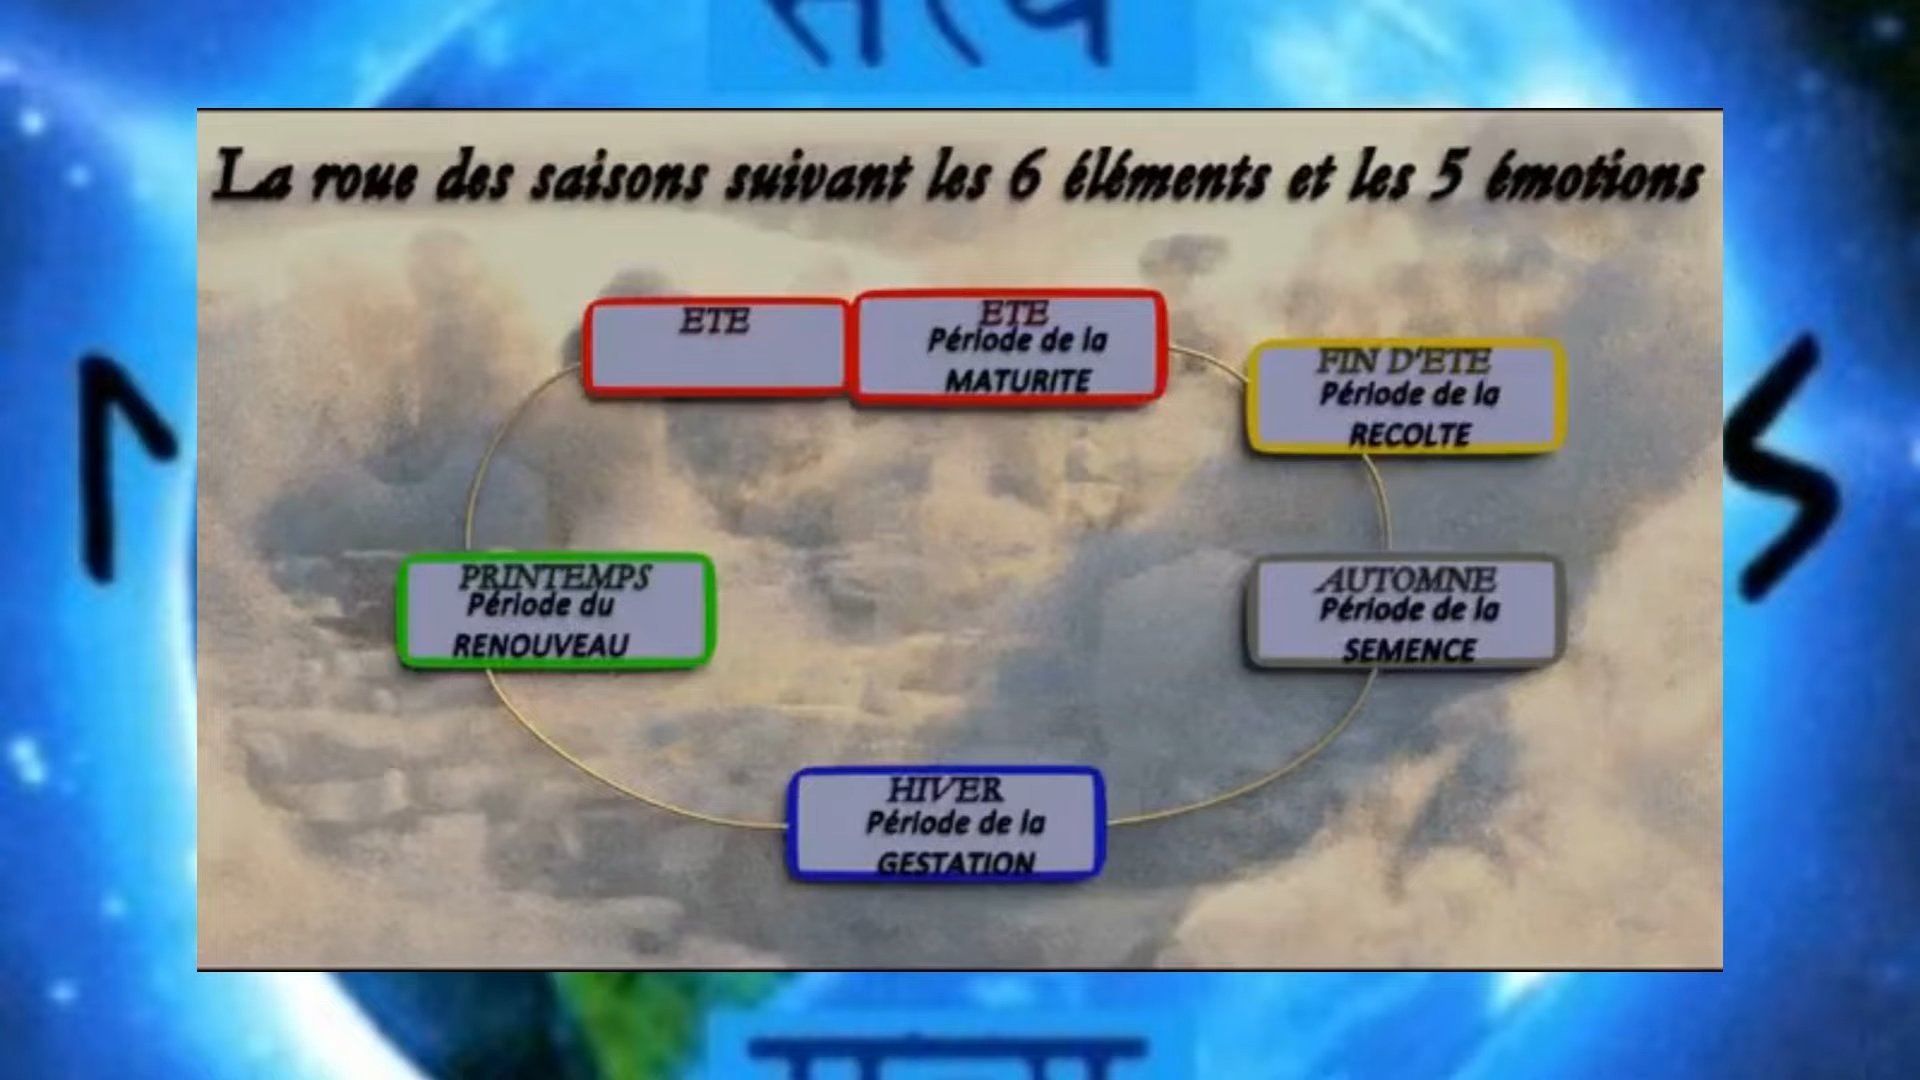 सत्य
La roue des saisons suivant les 6 éléments et les 5 émotions
ETE
ETE
Période de la
MATURITE
FIN D'ETE
Période de la
RECOLTE
PRINTEMPS
Période du
RENOUVEAU
AUTOMNE
Période de la
SEMENCE
HIVER
Période de la
GESTATION